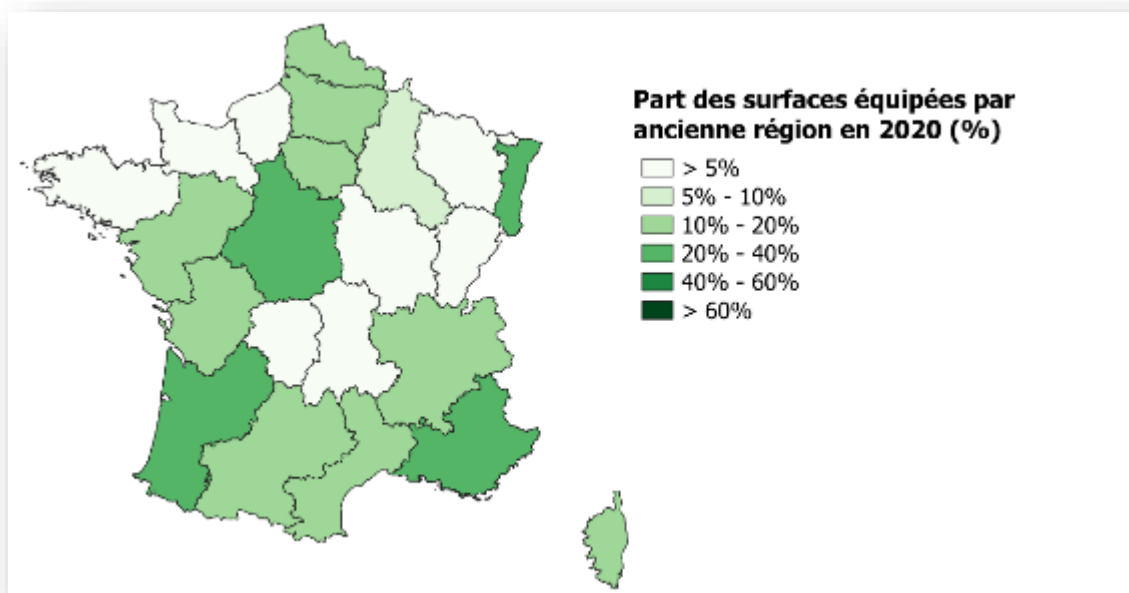 Part des surfaces équipées par
ancienne région en 2020 (%)
> 5%
5% - 10%
10% - 20%
20% - 40%
40% - 60%
> 60%